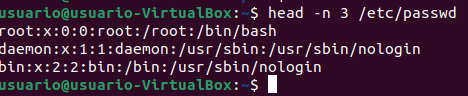 usuario@usuario-VirtualBox:~$ head -n 3 /etc/passwd
root:x:0:0:root:/root:/bin/bash
daemon:x:1:1:daemon:/usr/sbin:/usr/sbin/nologin
bin:x:2:2:bin:/bin:/usr/sbin/nologin
usuario@usuario-VirtualBox:~$